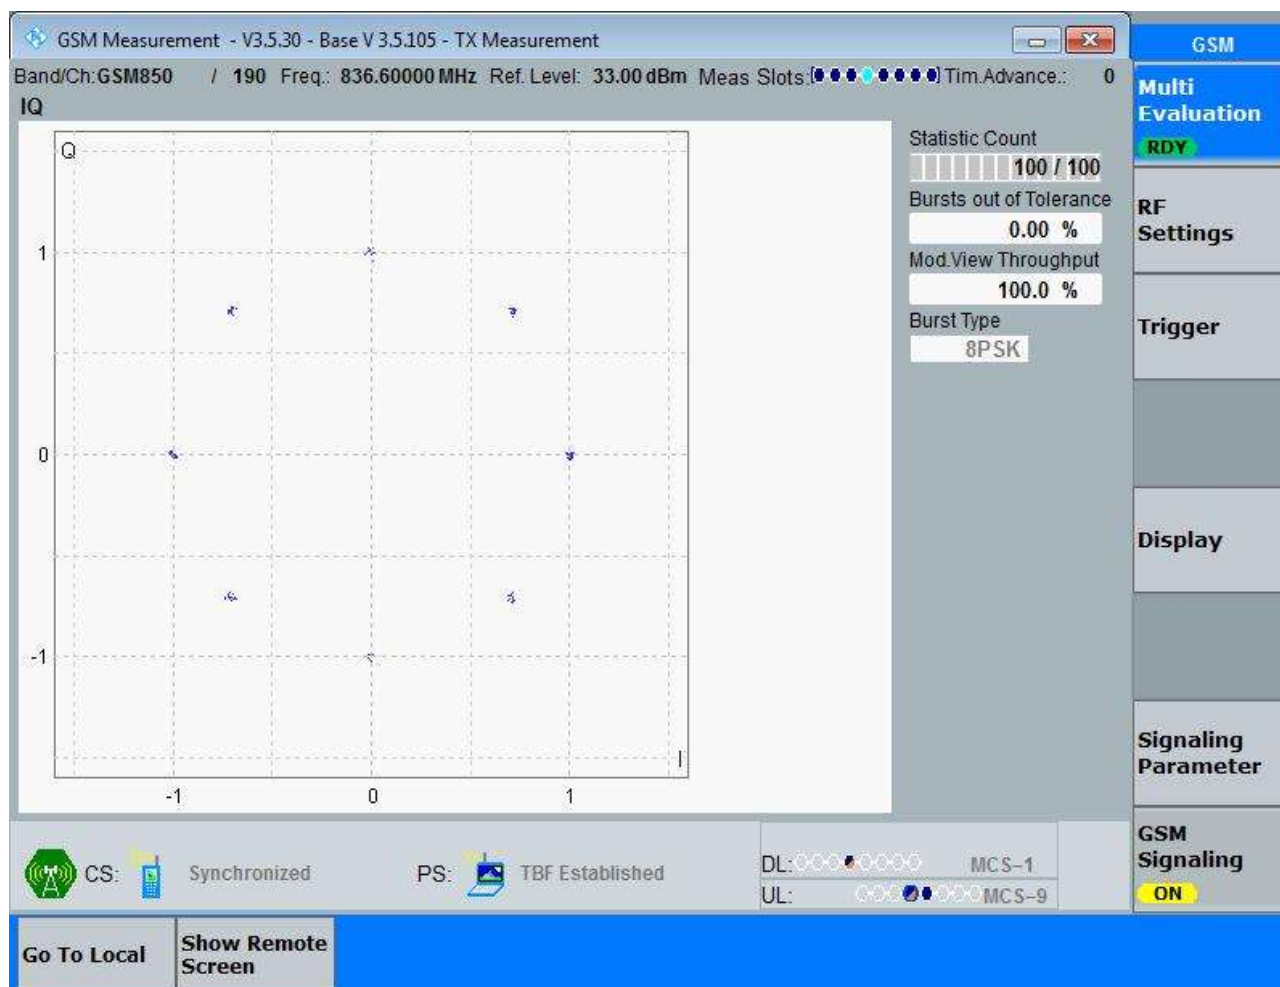 GSM Measurement - V3.5.30 - Base V 3.5.105 - TX Measurement
GSM
Band/Ch:GSM850 / 190 Freq.: 836.60000 MHz Ref. Level: 33.00 dBm Meas Slots: Tim.Advance.: 0
IQ
Multi
Evaluation
RDY
Q
1
0
-1
I
-1 0 1
Statistic Count
100 / 100
Bursts out of Tolerance
0.00 %
Mod.View Throughput
100.0 %
Burst Type
8PSK
RF
Settings
Trigger
Display
Signaling
Parameter
GSM
Signaling
ON
CS: Synchronized PS: TBF Established
DL: MCS-1
UL: MCS-9
Go To Local
Show Remote
Screen